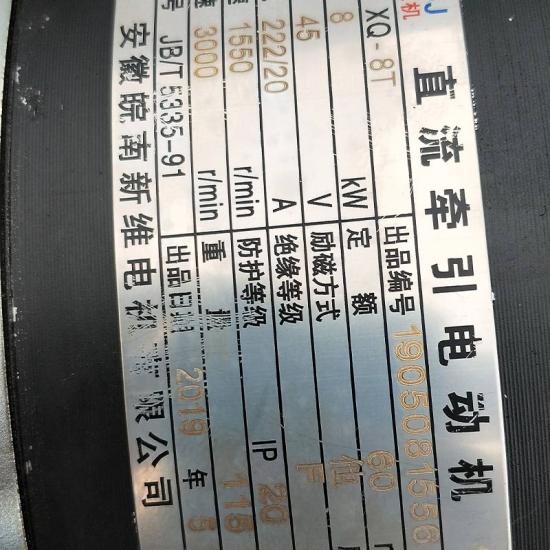 直流牵引电动机
XQ-8T 出品编号 1905081556
8 kW 定额 60
45 V 励磁方式 他
222/20 A 绝缘等级 F
1550 r/min 防护等级 IP 20
3000 r/min 重量 115
JB/T 5335-91 出品日期 2019 年 5
安徽皖南新维电机有限公司